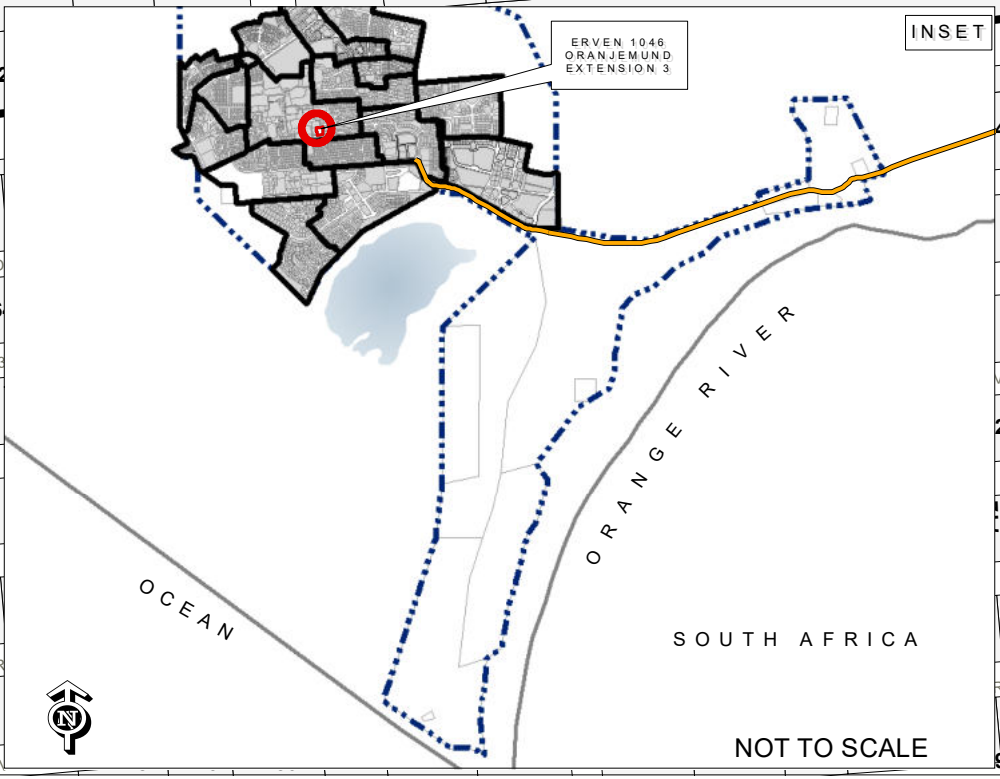 INSET
ERVEN 1046
ORANJEMUND
EXTENSION 3
ORANGE RIVER
OCEAN
SOUTH AFRICA
N
NOT TO SCALE